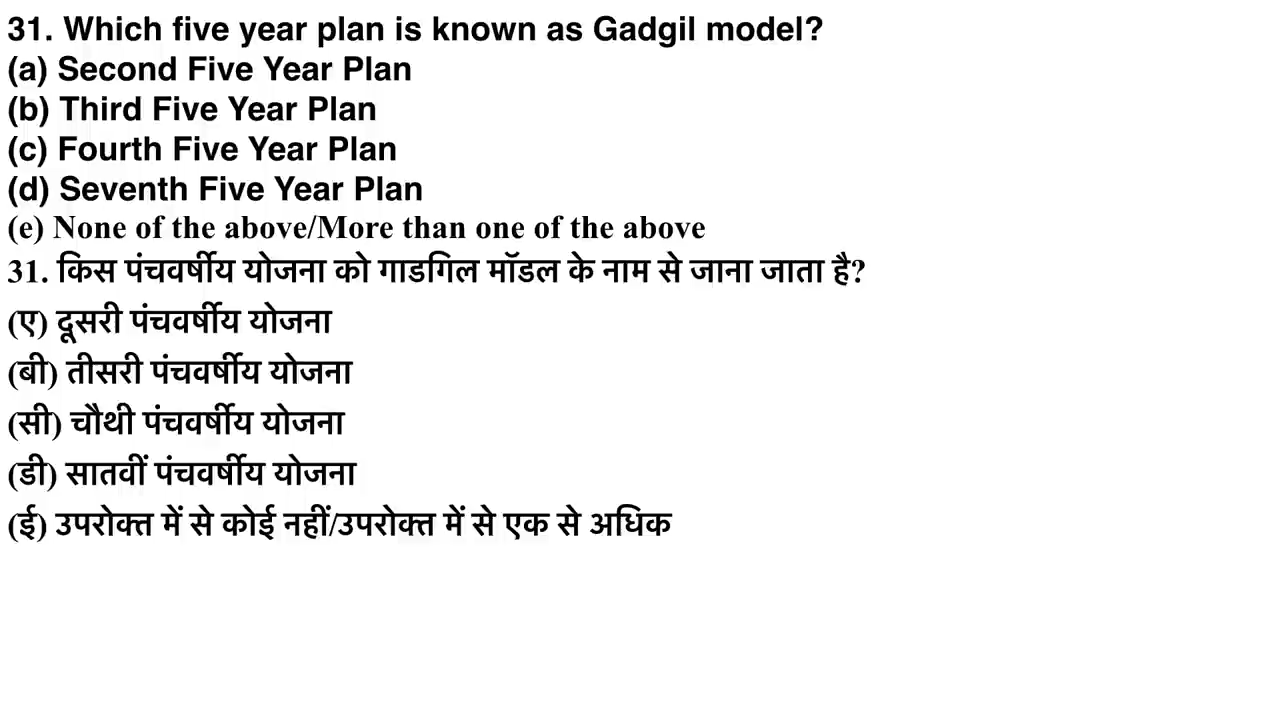 31. Which five year plan is known as Gadgil model?
(a) Second Five Year Plan
(b) Third Five Year Plan
(c) Fourth Five Year Plan
(d) Seventh Five Year Plan
(e) None of the above/More than one of the above
31. किस पंचवर्षीय योजना को गाडगिल मॉडल के नाम से जाना जाता है?
(ए) दूसरी पंचवर्षीय योजना
(बी) तीसरी पंचवर्षीय योजना
(सी) चौथी पंचवर्षीय योजना
(डी) सातवीं पंचवर्षीय योजना
(ई) उपरोक्त में से कोई नहीं/उपरोक्त में से एक से अधिक